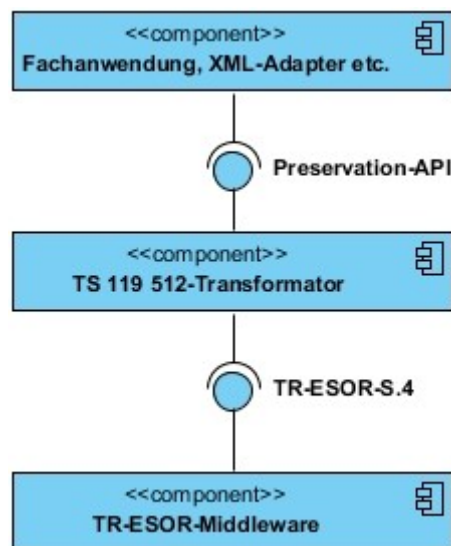 <<component>>
Fachanwendung, XML-Adapter etc.
Preservation-API
<<component>>
TS 119 512-Transformator
TR-ESOR-S.4
<<component>>
TR-ESOR-Middleware